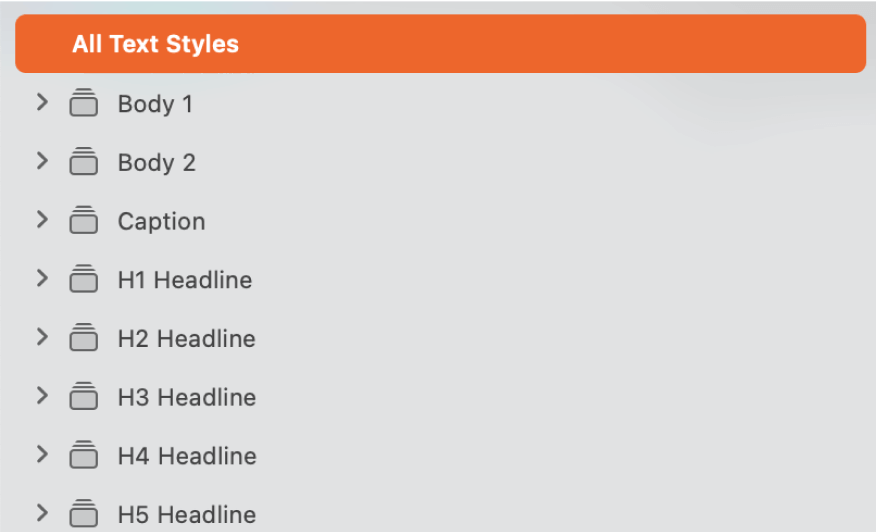 All Text Styles
Body 1
Body 2
Caption
H1 Headline
H2 Headline
H3 Headline
H4 Headline
H5 Headline